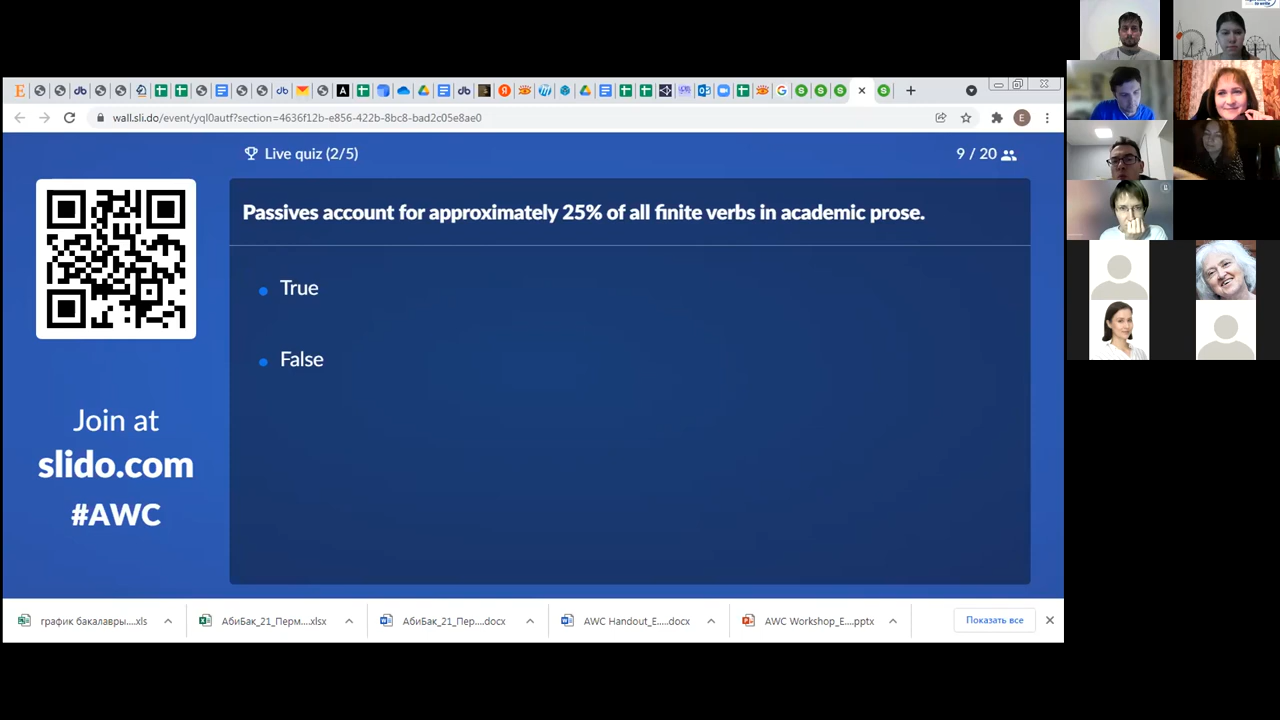 wall.sli.do/event/yql0autf?section=4636f12b-e856-422b-8bc8-bad2c05e8ae0
Live quiz (2/5)
9 / 20
Passives account for approximately 25% of all finite verbs in academic prose.
True
False
Join at
slido.com
#AWC
график бакалавры....xls
АбиБак_21_Перм....xlsx
АбиБак_21_Пер....docx
AWC Handout_E.....docx
AWC Workshop_E....pptx
Показать все